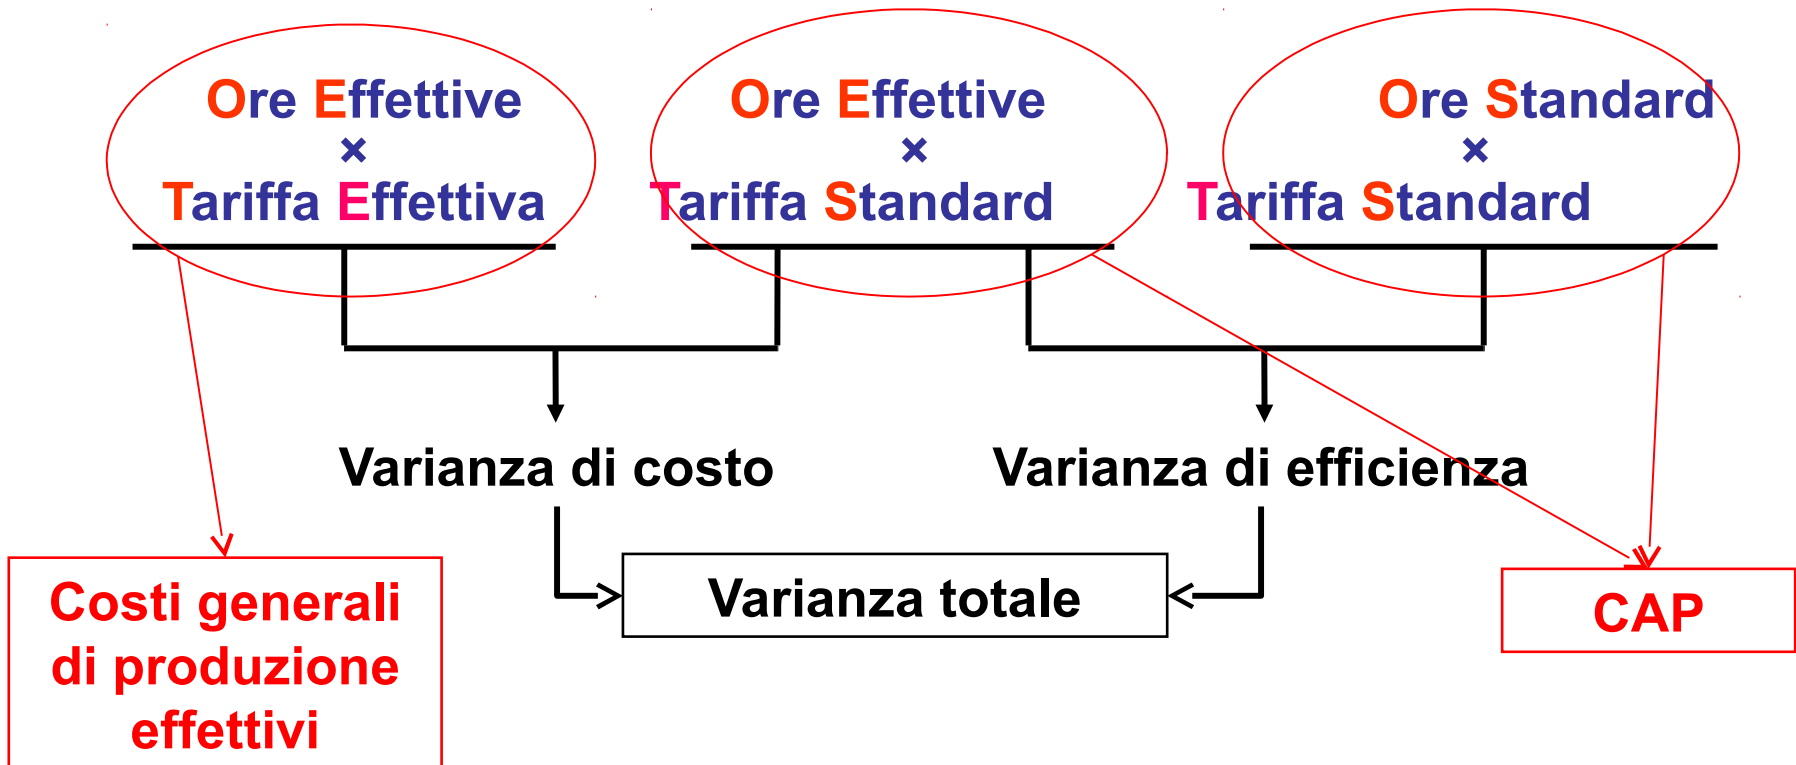 Ore Effettive
×
Tariffa Effettiva
Ore Effettive
×
Tariffa Standard
Ore Standard
×
Tariffa Standard
Varianza di costo
Varianza di efficienza
Varianza totale
Costi generali
di produzione
effettivi
CAP